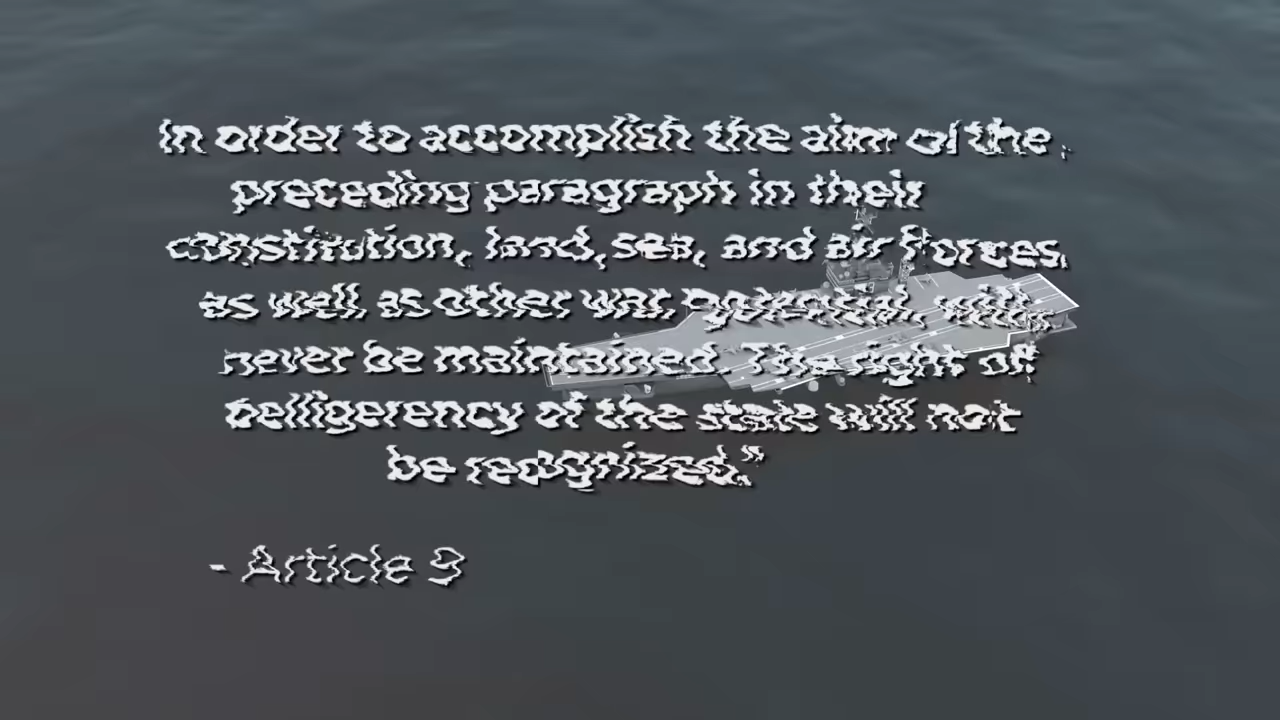 In order to accomplish the aim of the
preceding paragraph in their
constitution, land, sea, and air forces,
as well as other war potential, will
never be maintained. The right of
belligerency of the state will not
be recognized."
- Article 9